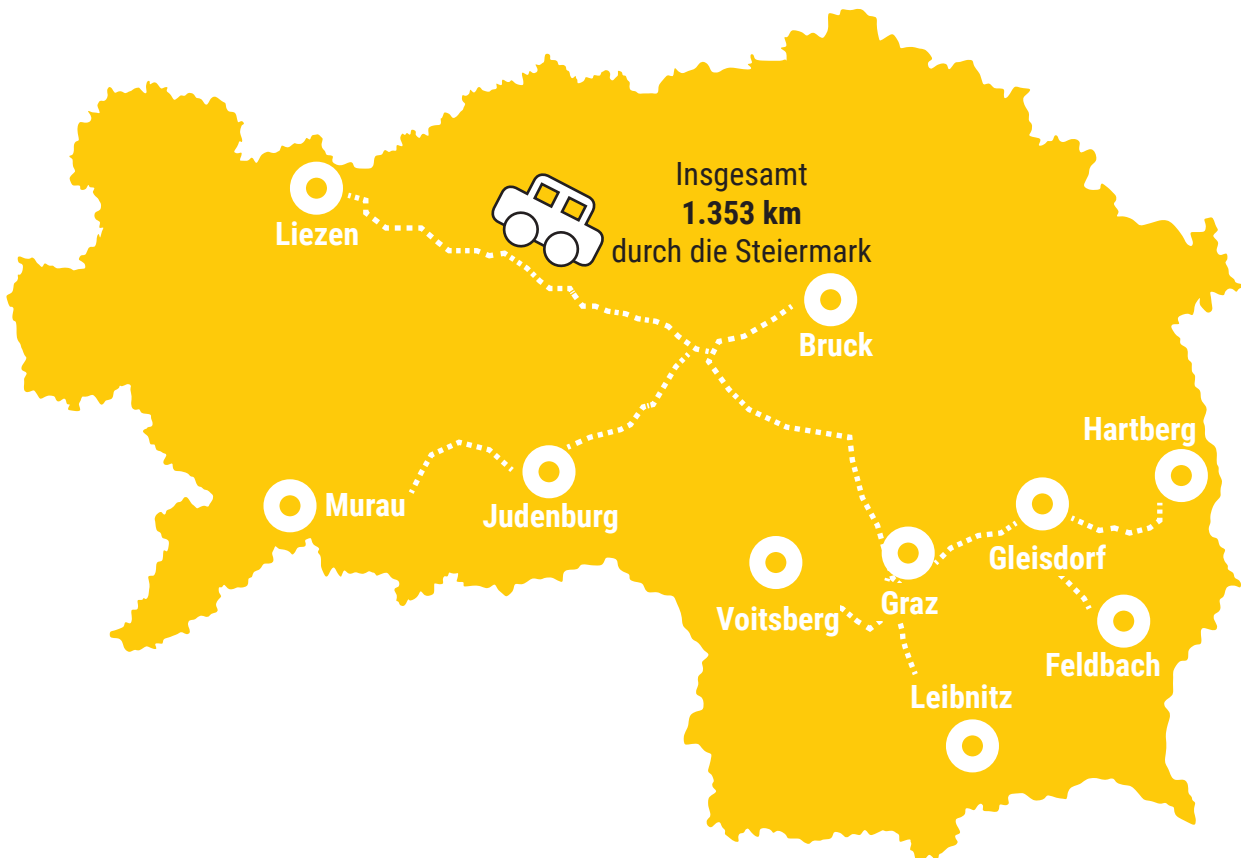 Insgesamt
1.353 km
durch die Steiermark
Liezen
Bruck
Hartberg
Murau
Judenburg
Gleisdorf
Voitsberg
Graz
Feldbach
Leibnitz